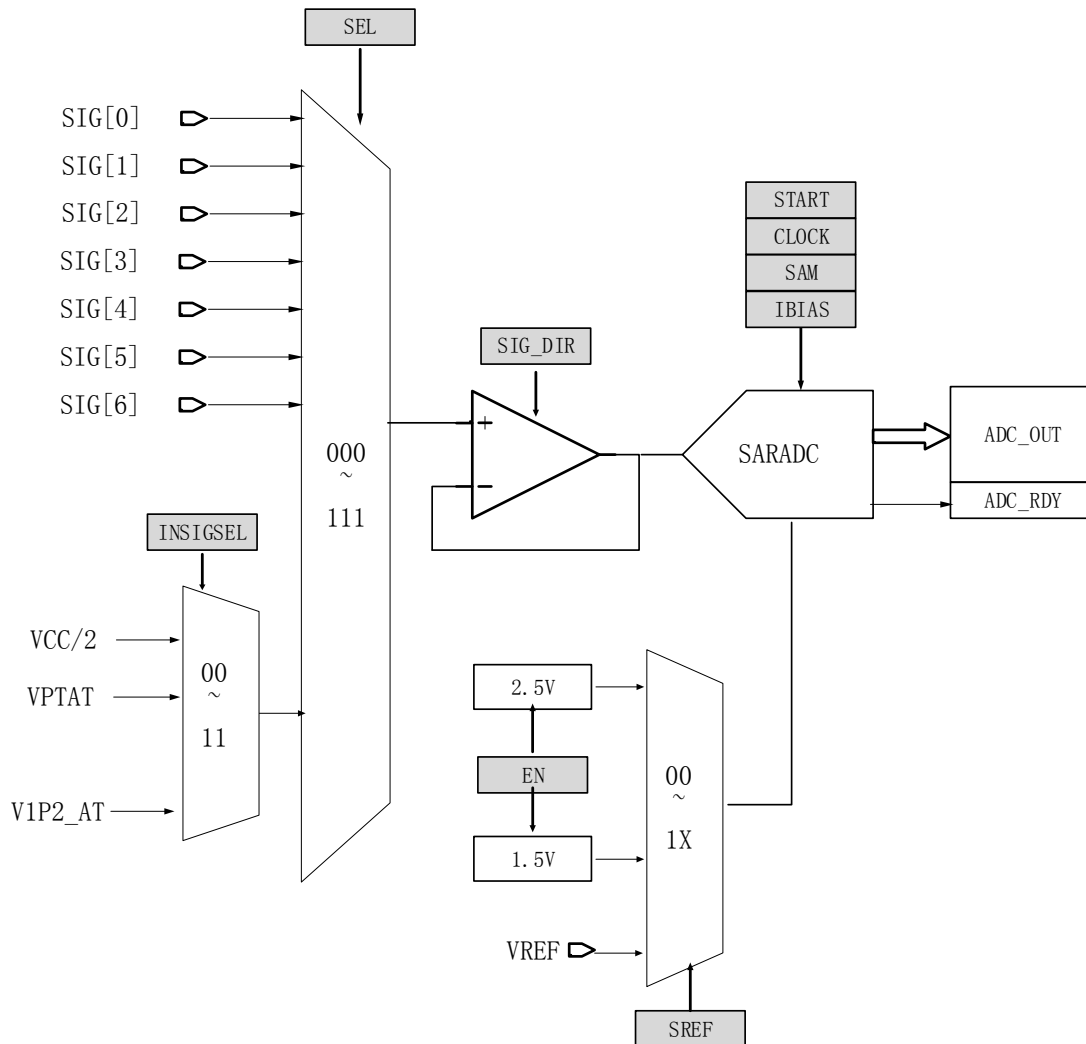 SEL
SIG[0]
SIG[1]
SIG[2]
SIG[3]
SIG[4]
SIG[5]
SIG[6]
000
~
111
INSIGSEL
VCC/2
VPTAT
V1P2_AT
00
~
11
SIG_DIR
+
−
START
CLOCK
SAM
IBIAS
SARADC
ADC_OUT
ADC_RDY
2.5V
EN
1.5V
VREF
00
~
1X
SREF